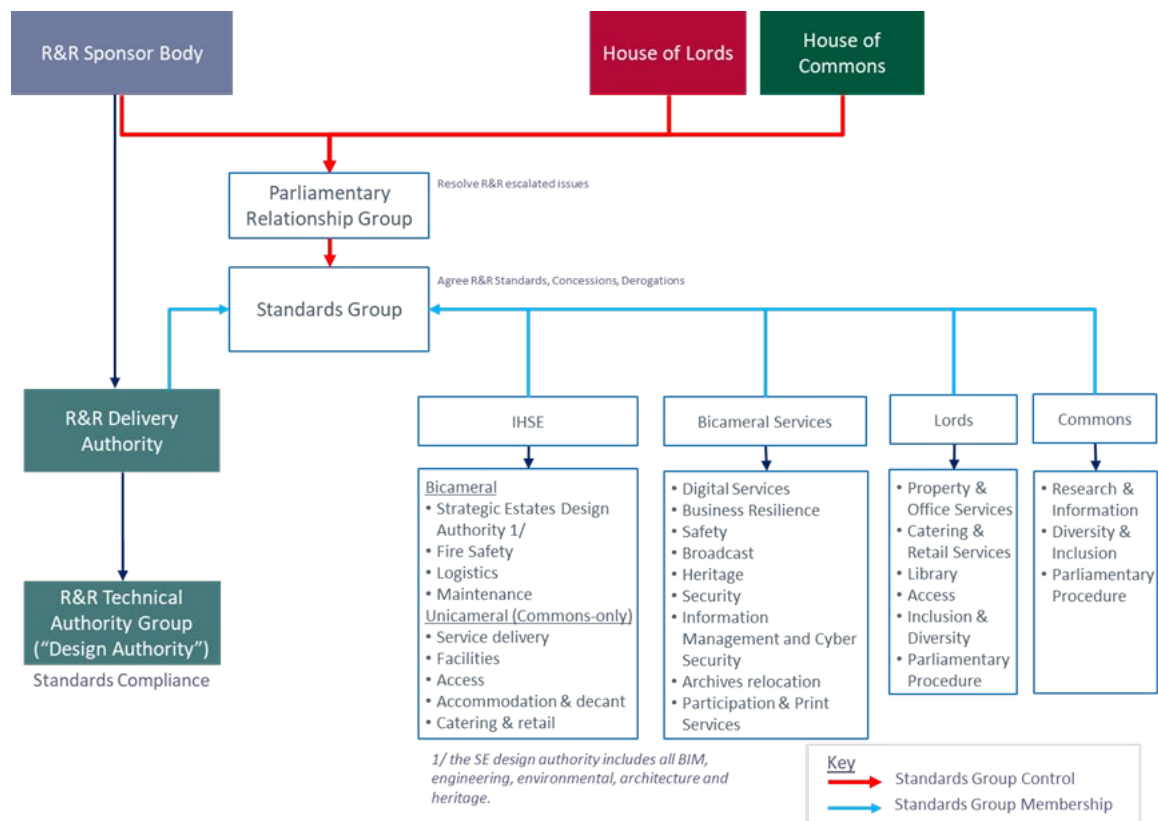 R&R Sponsor Body
House of Lords
House of
Commons
Parliamentary
Relationship Group
Resolve R&R escalated issues
Standards Group
Agree R&R Standards, Concessions, Derogations
R&R Delivery
Authority
R&R Technical
Authority Group
(“Design Authority”)
Standards Compliance
IHSE
Bicameral
• Strategic Estates Design
Authority 1/
• Fire Safety
• Logistics
• Maintenance
Unicameral (Commons-only)
• Service delivery
• Facilities
• Access
• Accommodation & decant
• Catering & retail
Bicameral Services
• Digital Services
• Business Resilience
• Safety
• Broadcast
• Heritage
• Security
• Information
Management and Cyber
Security
• Archives relocation
• Participation & Print
Services
Lords
• Property &
Office Services
• Catering &
Retail Services
• Library
• Access
• Inclusion &
Diversity
• Parliamentary
Procedure
Commons
• Research &
Information
• Diversity &
Inclusion
• Parliamentary
Procedure
1/ the SE design authority includes all BIM,
engineering, environmental, architecture and
heritage.
Key
Standards Group Control
Standards Group Membership